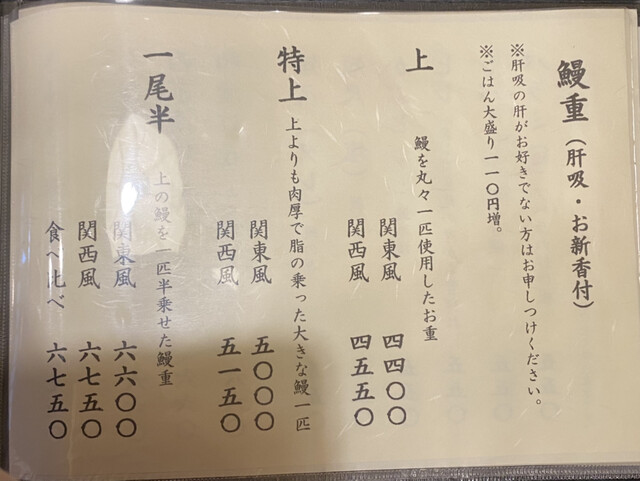 鰻重（肝吸・お新香付）
※肝吸の肝がお好きでない方はお申しつけください。
※ごはん大盛り一一〇円増。
上
鰻を丸々一匹使用したお重
関東風 四四〇〇
関西風 四五五〇
特上
上よりも肉厚で脂の乗った大きな鰻一匹
関東風 五〇〇〇
関西風 五一五〇
一尾半
上の鰻を一匹半乗せた鰻重
関東風 六六〇〇
関西風 六七五〇
食べ比べ 六七五〇